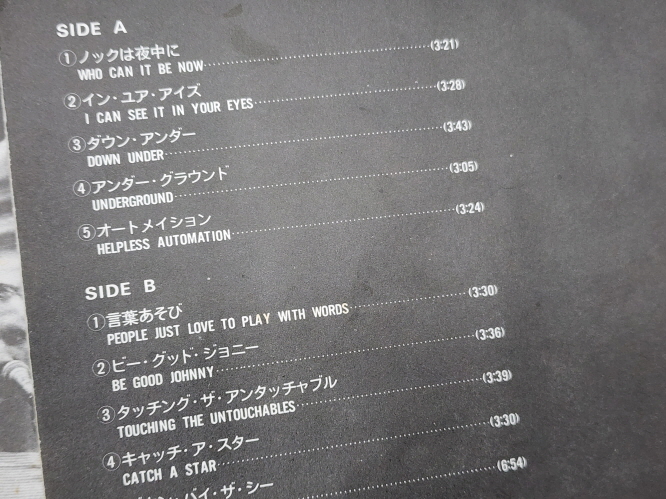 SIDE A
①ノックは夜中に
WHO CAN IT BE NOW (3:21)
②イン・ユア・アイズ
I CAN SEE IT IN YOUR EYES (3:28)
③ダウン・アンダー
DOWN UNDER (3:43)
④アンダー・グラウンド
UNDERGROUND (3:05)
⑤オートメイション
HELPLESS AUTOMATION (3:24)
SIDE B
①言葉あそび
PEOPLE JUST LOVE TO PLAY WITH WORDS (3:30)
②ビー・グッド・ジョニー
BE GOOD JOHNNY (3:36)
③タッチング・ザ・アンタッチャブル
TOUCHING THE UNTOUCHABLES (3:39)
④キャッチ・ア・スター
CATCH A STAR (3:30)
バイ・ザ・シー
(6:54)